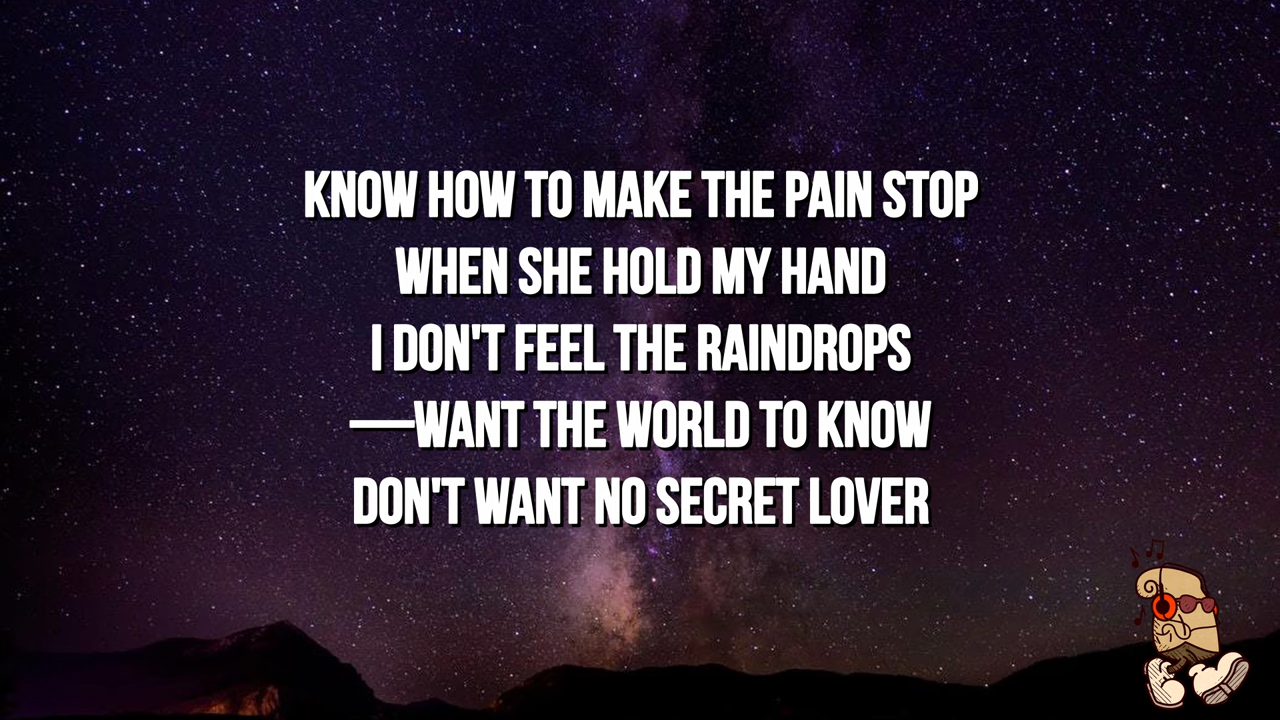 KNOW HOW TO MAKE THE PAIN STOP
WHEN SHE HOLD MY HAND
I DON'T FEEL THE RAINDROPS
—WANT THE WORLD TO KNOW
DON'T WANT NO SECRET LOVER